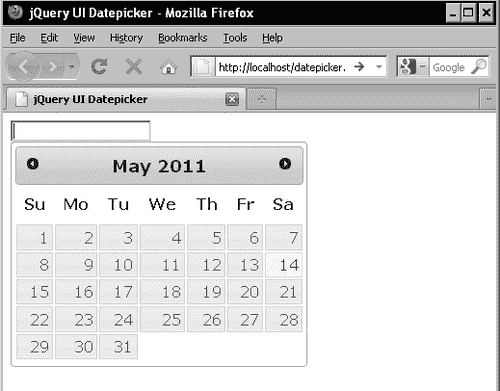 jQuery UI Datepicker - Mozilla Firefox
File Edit View History Bookmarks Tools Help
http://localhost/datepicker. Google
jQuery UI Datepicker
May 2011
Su Mo Tu We Th Fr Sa
1 2 3 4 5 6 7
8 9 10 11 12 13 14
15 16 17 18 19 20 21
22 23 24 25 26 27 28
29 30 31